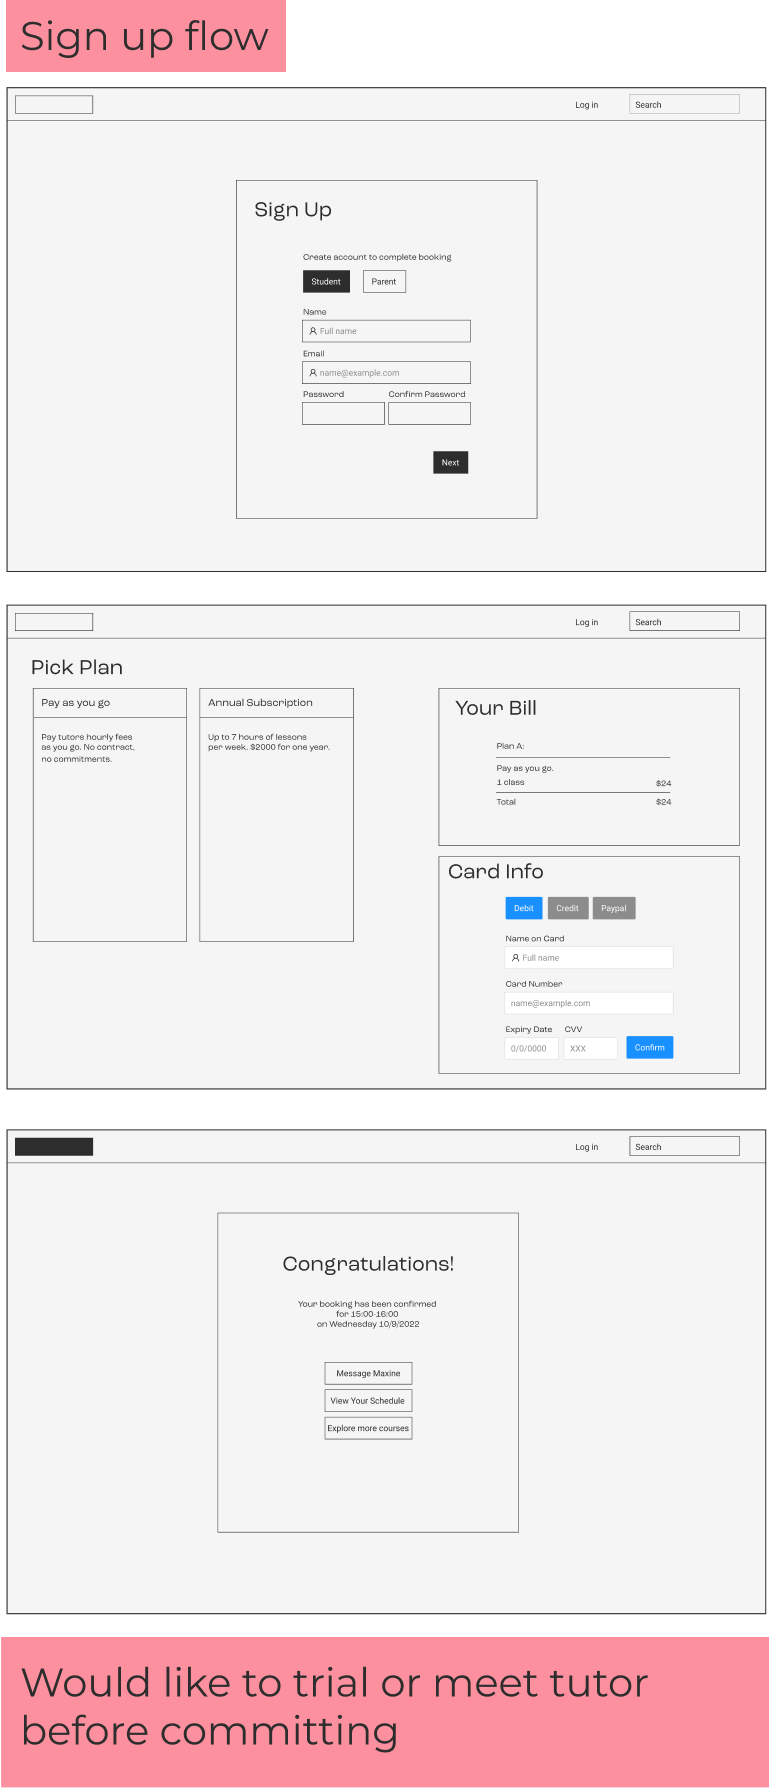 Sign up flow
Log in
Search
Sign Up
Create account to complete booking
Student
Parent
Name
Full name
Email
name@example.com
Password
Confirm Password
Next
Log in
Search
Pick Plan
Pay as you go
Pay tutors hourly fees
as you go. No contract,
no commitments.
Annual Subscription
Up to 7 hours of lessons
per week. $2000 for one year.
Your Bill
Plan A:
Pay as you go.
1 class $24
Total $24
Card Info
Debit
Credit
Paypal
Name on Card
Full name
Card Number
name@example.com
Expiry Date
CVV
0/0/0000
XXX
Confirm
Log in
Search
Congratulations!
Your booking has been confirmed
for 15:00-16:00
on Wednesday 10/9/2022
Message Maxine
View Your Schedule
Explore more courses
Would like to trial or meet tutor
before committing